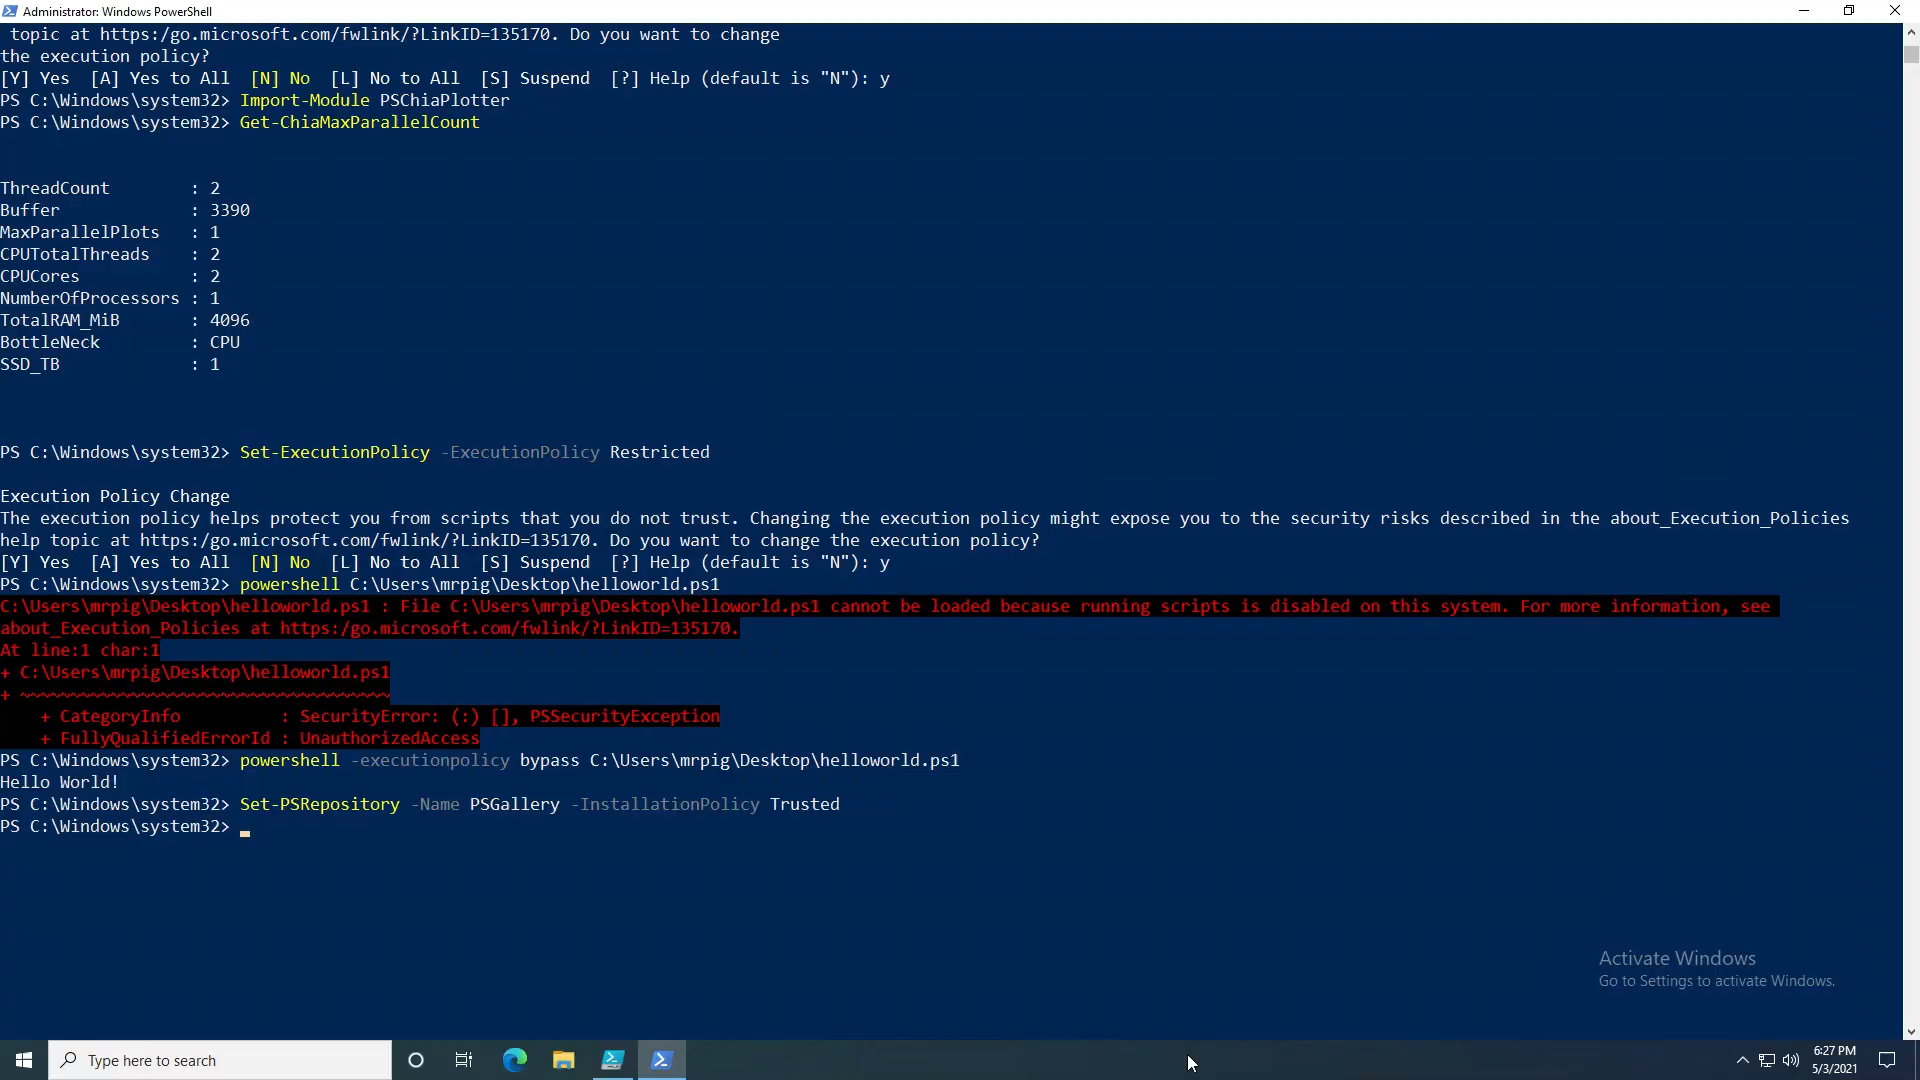 Administrator: Windows PowerShell
topic at https:/go.microsoft.com/fwlink/?LinkID=135170. Do you want to change
the execution policy?
[Y] Yes  [A] Yes to All  [N] No  [L] No to All  [S] Suspend  [?] Help (default is "N"): y
PS C:\Windows\system32> Import-Module PSChiaPlotter
PS C:\Windows\system32> Get-ChiaMaxParallelCount
ThreadCount        : 2
Buffer             : 3390
MaxParallelPlots   : 1
CPUTotalThreads    : 2
CPUCores           : 2
NumberOfProcessors : 1
TotalRAM_MiB       : 4096
BottleNeck         : CPU
SSD_TB             : 1
PS C:\Windows\system32> Set-ExecutionPolicy -ExecutionPolicy Restricted
Execution Policy Change
The execution policy helps protect you from scripts that you do not trust. Changing the execution policy might expose you to the security risks described in the about_Execution_Policies
help topic at https:/go.microsoft.com/fwlink/?LinkID=135170. Do you want to change the execution policy?
[Y] Yes  [A] Yes to All  [N] No  [L] No to All  [S] Suspend  [?] Help (default is "N"): y
PS C:\Windows\system32> powershell C:\Users\mrpig\Desktop\helloworld.ps1
C:\Users\mrpig\Desktop\helloworld.ps1 : File C:\Users\mrpig\Desktop\helloworld.ps1 cannot be loaded because running scripts is disabled on this system. For more information, see
about_Execution_Policies at https:/go.microsoft.com/fwlink/?LinkID=135170.
At line:1 char:1
+ C:\Users\mrpig\Desktop\helloworld.ps1
+ ~~~~~~~~~~~~~~~~~~~~~~~~~~~~~~~~~~~~~
    + CategoryInfo          : SecurityError: (:) [], PSSecurityException
    + FullyQualifiedErrorId : UnauthorizedAccess
PS C:\Windows\system32> powershell -executionpolicy bypass C:\Users\mrpig\Desktop\helloworld.ps1
Hello World!
PS C:\Windows\system32> Set-PSRepository -Name PSGallery -InstallationPolicy Trusted
PS C:\Windows\system32>
Activate Windows
Go to Settings to activate Windows.
Type here to search
6:27 PM
5/3/2021